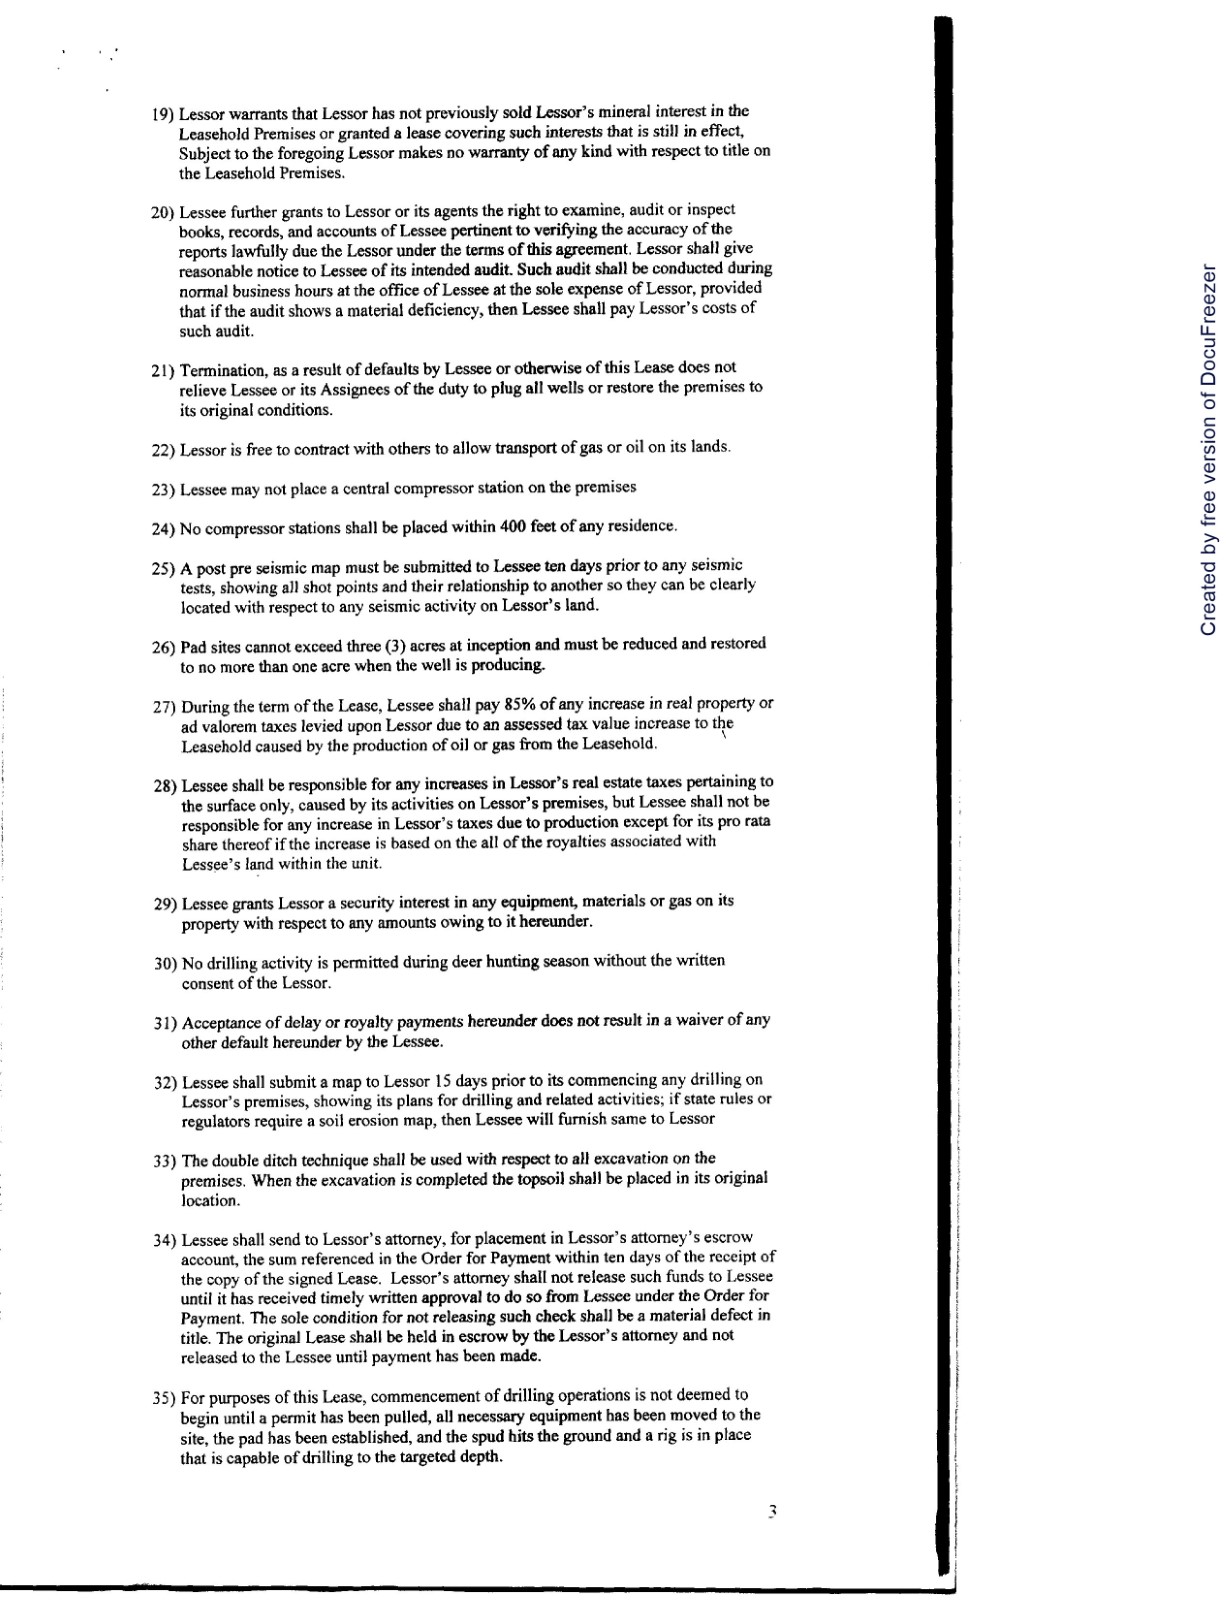 19) Lessor warrants that Lessor has not previously sold Lessor's mineral interest in the
Leasehold Premises or granted a lease covering such interests that is still in effect,
Subject to the foregoing Lessor makes no warranty of any kind with respect to title on
the Leasehold Premises.
20) Lessee further grants to Lessor or its agents the right to examine, audit or inspect
books, records, and accounts of Lessee pertinent to verifying the accuracy of the
reports lawfully due the Lessor under the terms of this agreement. Lessor shall give
reasonable notice to Lessee of its intended audit. Such audit shall be conducted during
normal business hours at the office of Lessee at the sole expense of Lessor, provided
that if the audit shows a material deficiency, then Lessee shall pay Lessor's costs of
such audit.
21) Termination, as a result of defaults by Lessee or otherwise of this Lease does not
relieve Lessee or its Assignees of the duty to plug all wells or restore the premises to
its original conditions.
22) Lessor is free to contract with others to allow transport of gas or oil on its lands.
23) Lessee may not place a central compressor station on the premises
24) No compressor stations shall be placed within 400 feet of any residence.
25) A post pre seismic map must be submitted to Lessee ten days prior to any seismic
tests, showing all shot points and their relationship to another so they can be clearly
located with respect to any seismic activity on Lessor's land.
26) Pad sites cannot exceed three (3) acres at inception and must be reduced and restored
to no more than one acre when the well is producing.
27) During the term of the Lease, Lessee shall pay 85% of any increase in real property or
ad valorem taxes levied upon Lessor due to an assessed tax value increase to the
Leasehold caused by the production of oil or gas from the Leasehold.
28) Lessee shall be responsible for any increases in Lessor's real estate taxes pertaining to
the surface only, caused by its activities on Lessor's premises, but Lessee shall not be
responsible for any increase in Lessor's taxes due to production except for its pro rata
share thereof if the increase is based on the all of the royalties associated with
Lessee's land within the unit.
29) Lessee grants Lessor a security interest in any equipment, materials or gas on its
property with respect to any amounts owing to it hereunder.
30) No drilling activity is permitted during deer hunting season without the written
consent of the Lessor.
31) Acceptance of delay or royalty payments hereunder does not result in a waiver of any
other default hereunder by the Lessee.
32) Lessee shall submit a map to Lessor 15 days prior to its commencing any drilling on
Lessor's premises, showing its plans for drilling and related activities; if state rules or
regulators require a soil erosion map, then Lessee will furnish same to Lessor
33) The double ditch technique shall be used with respect to all excavation on the
premises. When the excavation is completed the topsoil shall be placed in its original
location.
34) Lessee shall send to Lessor's attorney, for placement in Lessor's attorney's escrow
account, the sum referenced in the Order for Payment within ten days of the receipt of
the copy of the signed Lease. Lessor's attorney shall not release such funds to Lessee
until it has received timely written approval to do so from Lessee under the Order for
Payment. The sole condition for not releasing such check shall be a material defect in
title. The original Lease shall be held in escrow by the Lessor's attorney and not
released to the Lessee until payment has been made.
35) For purposes of this Lease, commencement of drilling operations is not deemed to
begin until a permit has been pulled, all necessary equipment has been moved to the
site, the pad has been established, and the spud hits the ground and a rig is in place
that is capable of drilling to the targeted depth.
3
Created by free version of DocuFreezer